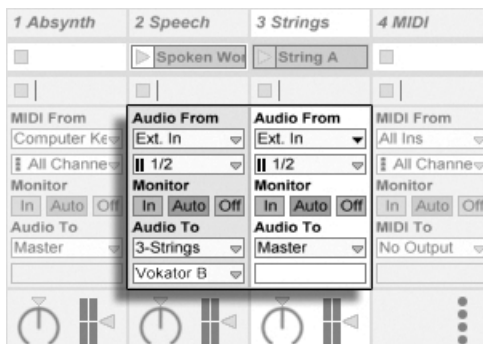 1 Absynth 2 Speech 3 Strings 4 MIDI
Spoken Wor String A
MIDI From Audio From Audio From MIDI From
Computer Ke Ext. In Ext. In All Ins
All Channe 1/2 1/2 All Channe
Monitor Monitor Monitor Monitor
In Auto Off In Auto Off In Auto Off In Auto Off
Audio To Audio To Audio To MIDI To
Master 3-Strings Master No Output
Vokator B